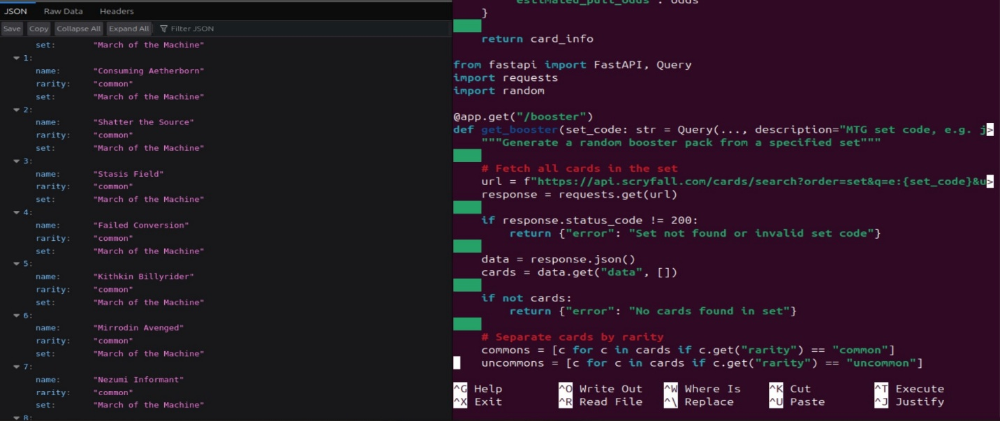 JSON Raw Data Headers
Save Copy Collapse All Expand All Filter JSON
set: "March of the Machine"
1:
name: "Consuming Aetherborn"
rarity: "common"
set: "March of the Machine"
2:
name: "Shatter the Source"
rarity: "common"
set: "March of the Machine"
3:
name: "Stasis Field"
rarity: "common"
set: "March of the Machine"
4:
name: "Failed Conversion"
rarity: "common"
set: "March of the Machine"
5:
name: "Kithkin Billyrider"
rarity: "common"
set: "March of the Machine"
6:
name: "Mirrodin Avenged"
rarity: "common"
set: "March of the Machine"
7:
name: "Nezumi Informant"
rarity: "common"
set: "March of the Machine"
8:
"estimated_pull_odds": odds
}
return card_info
from fastapi import FastAPI, Query
import requests
import random
@app.get("/booster")
def get_booster(set_code: str = Query(..., description="MTG set code, e.g. j>
"""Generate a random booster pack from a specified set"""
# Fetch all cards in the set
url = f"https://api.scryfall.com/cards/search?order=set&q=e:{set_code}&u>
response = requests.get(url)
if response.status_code != 200:
return {"error": "Set not found or invalid set code"}
data = response.json()
cards = data.get("data", [])
if not cards:
return {"error": "No cards found in set"}
# Separate cards by rarity
commons = [c for c in cards if c.get("rarity") == "common"]
uncommons = [c for c in cards if c.get("rarity") == "uncommon"]
^G Help ^O Write Out ^W Where Is ^K Cut ^T Execute
^X Exit ^R Read File ^\ Replace ^U Paste ^J Justify